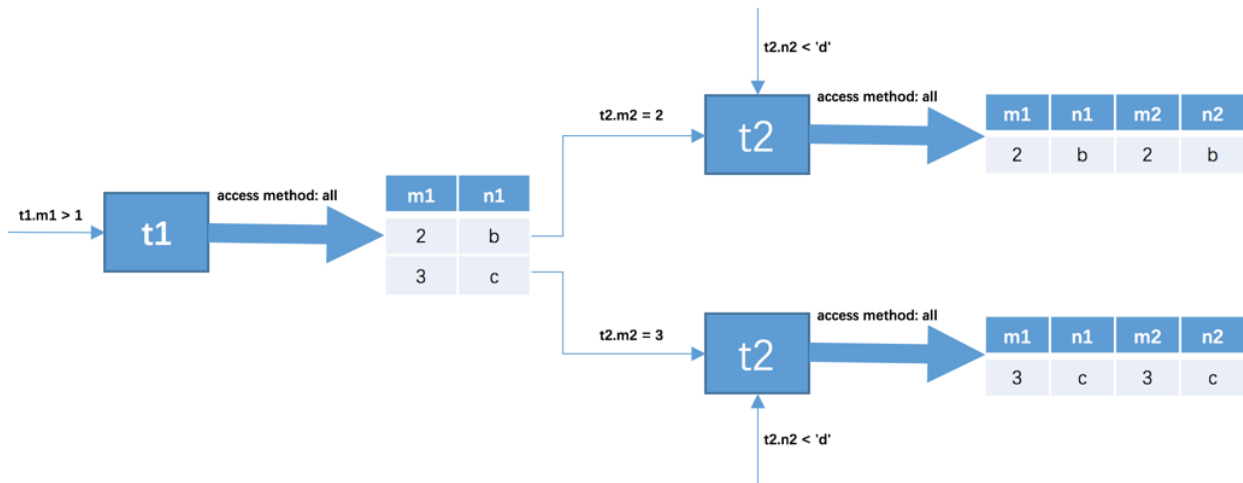 t1.m1 > 1
t1
access method: all
m1 n1
2 b
3 c
t2.m2 = 2
t2.n2 < 'd'
t2
access method: all
m1 n1 m2 n2
2 b 2 b
t2.m2 = 3
t2
t2.n2 < 'd'
access method: all
m1 n1 m2 n2
3 c 3 c